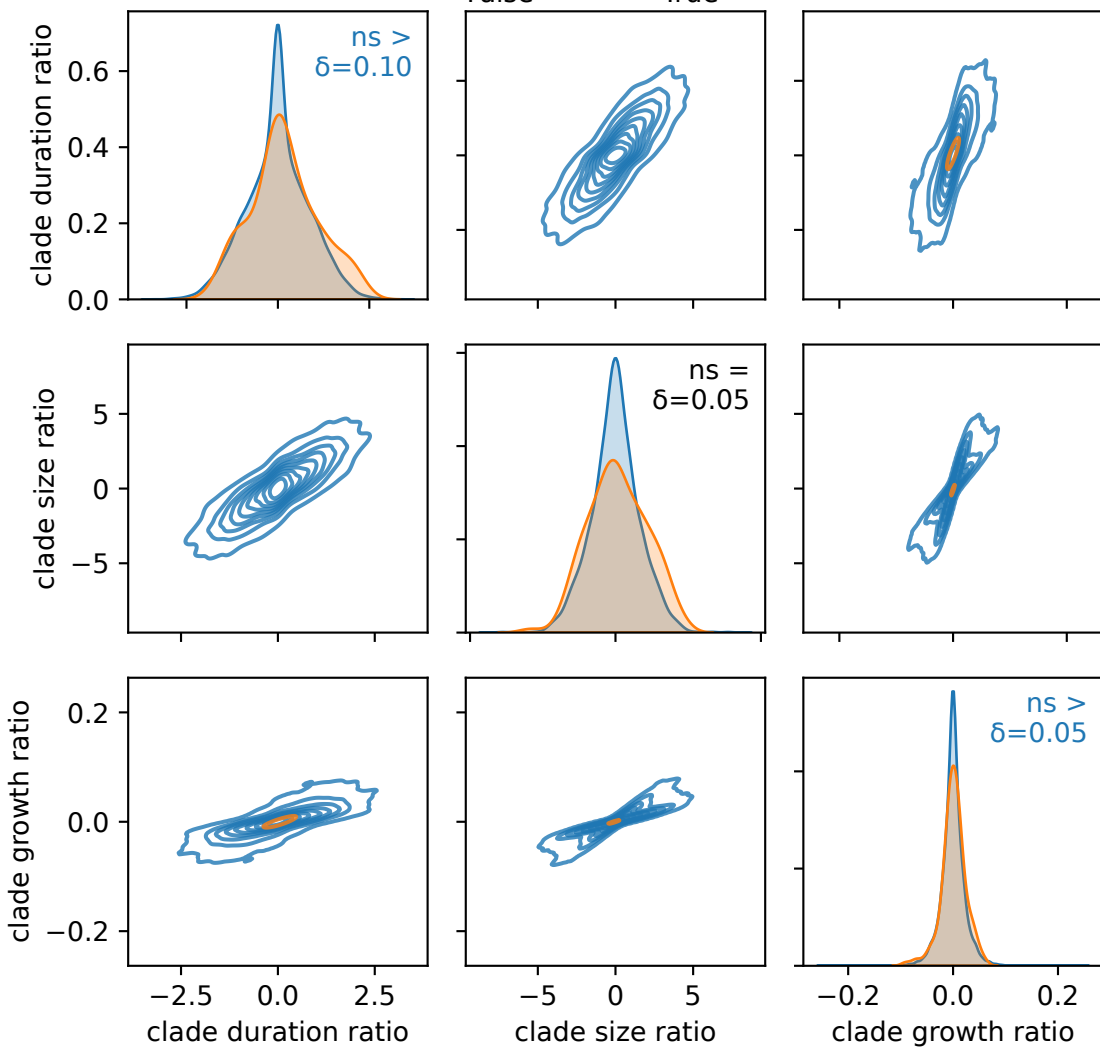 clade duration ratio
0.6
0.4
0.2
0.0
ns >
δ=0.10
clade size ratio
5
0
−5
ns =
δ=0.05
clade growth ratio
0.2
0.0
−0.2
ns >
δ=0.05
−2.5
0.0
2.5
−5
0
5
−0.2
0.0
0.2
clade duration ratio
clade size ratio
clade growth ratio